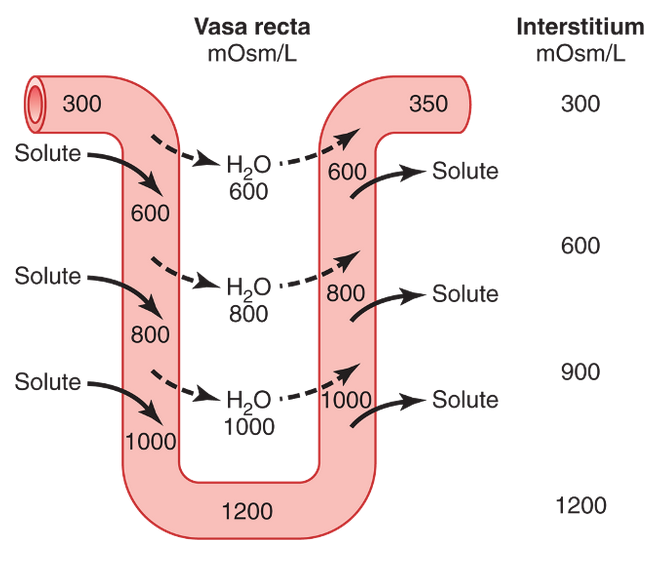 Vasa recta
mOsm/L
Interstitium
mOsm/L
300
350
300
Solute
H₂O
600
600
Solute
600
600
Solute
H₂O
800
800
Solute
800
900
Solute
H₂O
1000
1000
Solute
1000
1200
1200